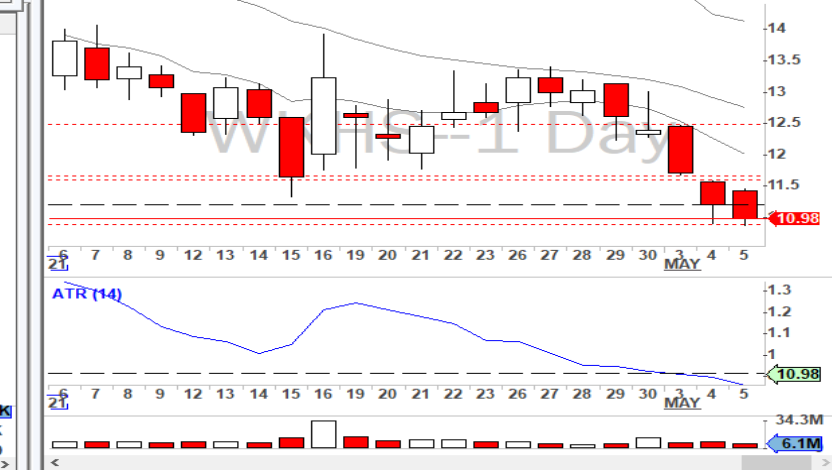 WKHS--1 Day
14
13.5
13
12.5
12
11.5
10.98
6 7 8 9 12 13 14 15 16 19 20 21 22 23 26 27 28 29 30 3 4 5
21 MAY
ATR (14)
1.3
1.2
1.1
1
10.98
6 7 8 9 12 13 14 15 16 19 20 21 22 23 26 27 28 29 30 3 4 5
21 MAY
34.3M
6.1M
K